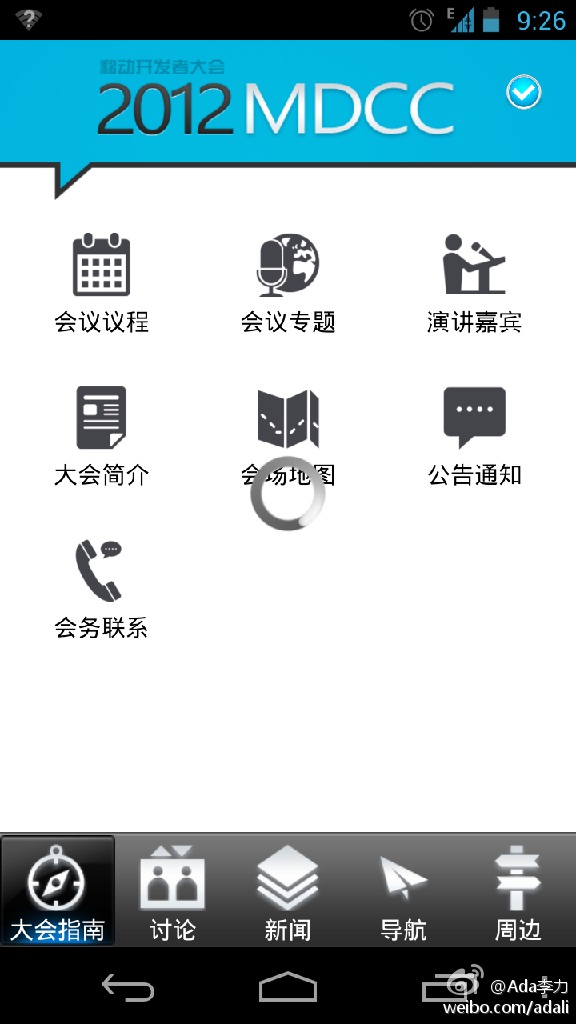 E
9:26
移动开发者大会
2012 MDCC
会议议程
会议专题
演讲嘉宾
大会简介
会场地图
公告通知
会务联系
大会指南
讨论
新闻
导航
周边
@Ada李力
weibo.com/adali